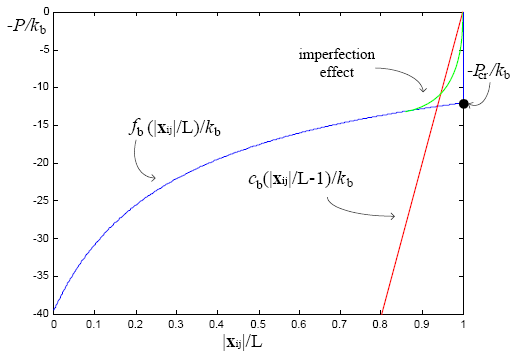 -P/kb
0
-5
-10
-15
-20
-25
-30
-35
-40
imperfection
effect
-Pcr/kb
fb(|xij|/L)/kb
cb(|xij|/L-1)/kb
0 0.1 0.2 0.3 0.4 0.5 0.6 0.7 0.8 0.9 1
|xij|/L